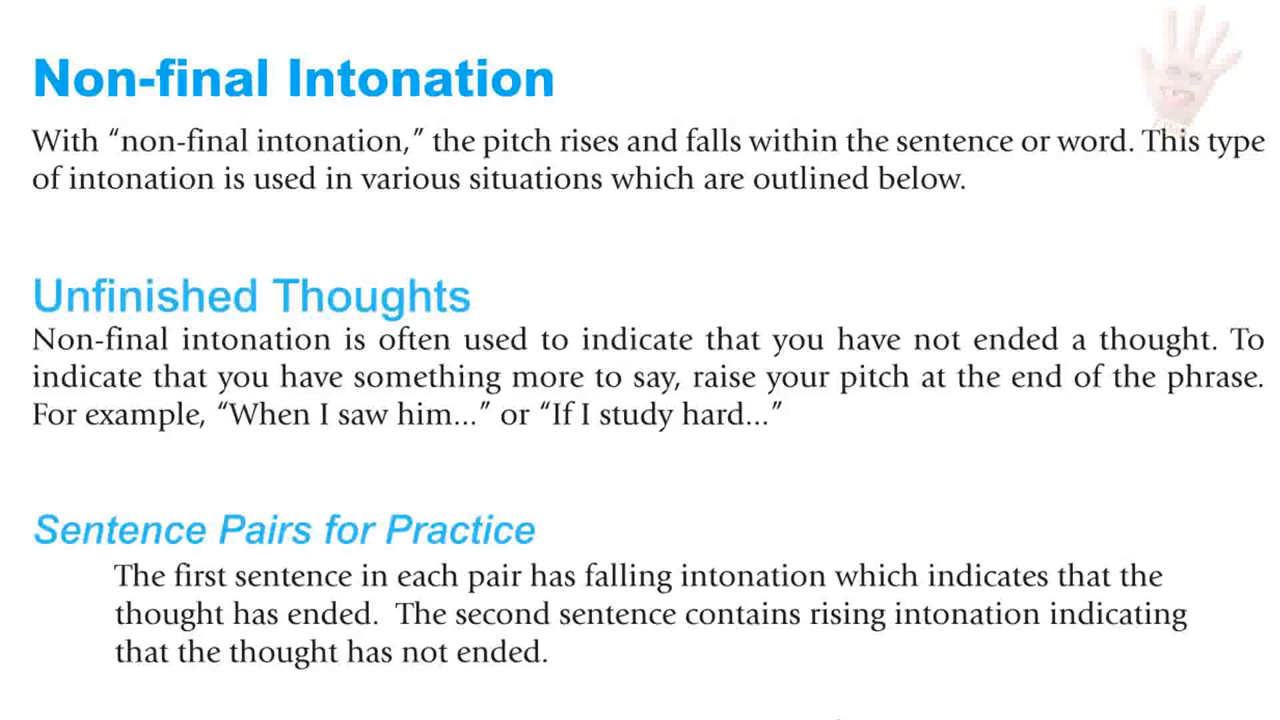 Non-final Intonation
With “non-final intonation,” the pitch rises and falls within the sentence or word. This type
of intonation is used in various situations which are outlined below.
Unfinished Thoughts
Non-final intonation is often used to indicate that you have not ended a thought. To
indicate that you have something more to say, raise your pitch at the end of the phrase.
For example, “When I saw him...” or “If I study hard...”
Sentence Pairs for Practice
The first sentence in each pair has falling intonation which indicates that the
thought has ended.  The second sentence contains rising intonation indicating
that the thought has not ended.